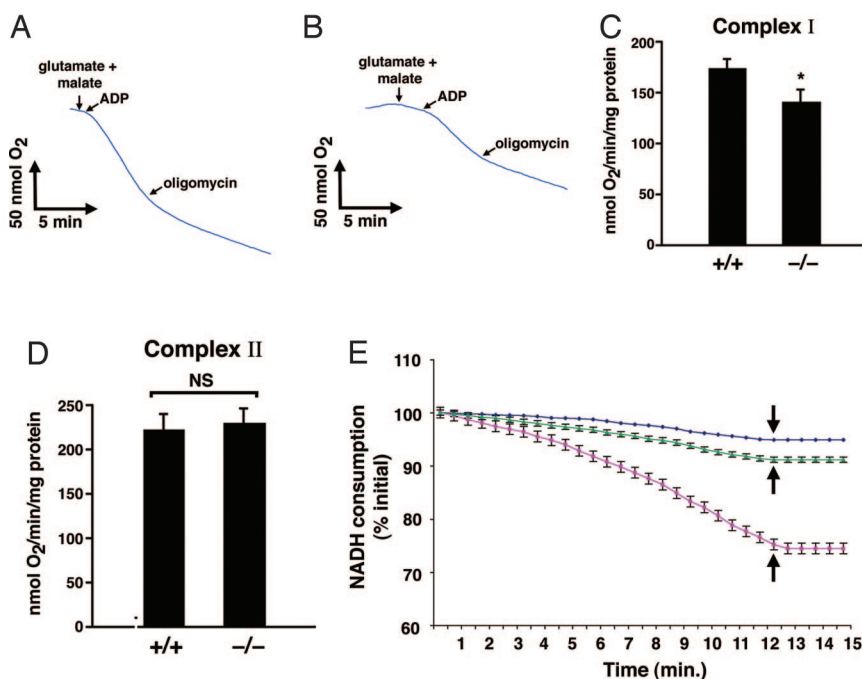 A
glutamate +
malate
ADP
oligomycin
50 nmol O2
5 min
B
glutamate +
malate
ADP
oligomycin
50 nmol O2
5 min
C
Complex I
nmol O2/min/mg protein
200
150
100
50
0
*
+/+
–/–
D
Complex II
NS
nmol O2/min/mg protein
250
200
150
100
50
0
+/+
–/–
E
NADH consumption
(% initial)
110
100
90
80
70
60
1 2 3 4 5 6 7 8 9 10 11 12 13 14 15
Time (min.)